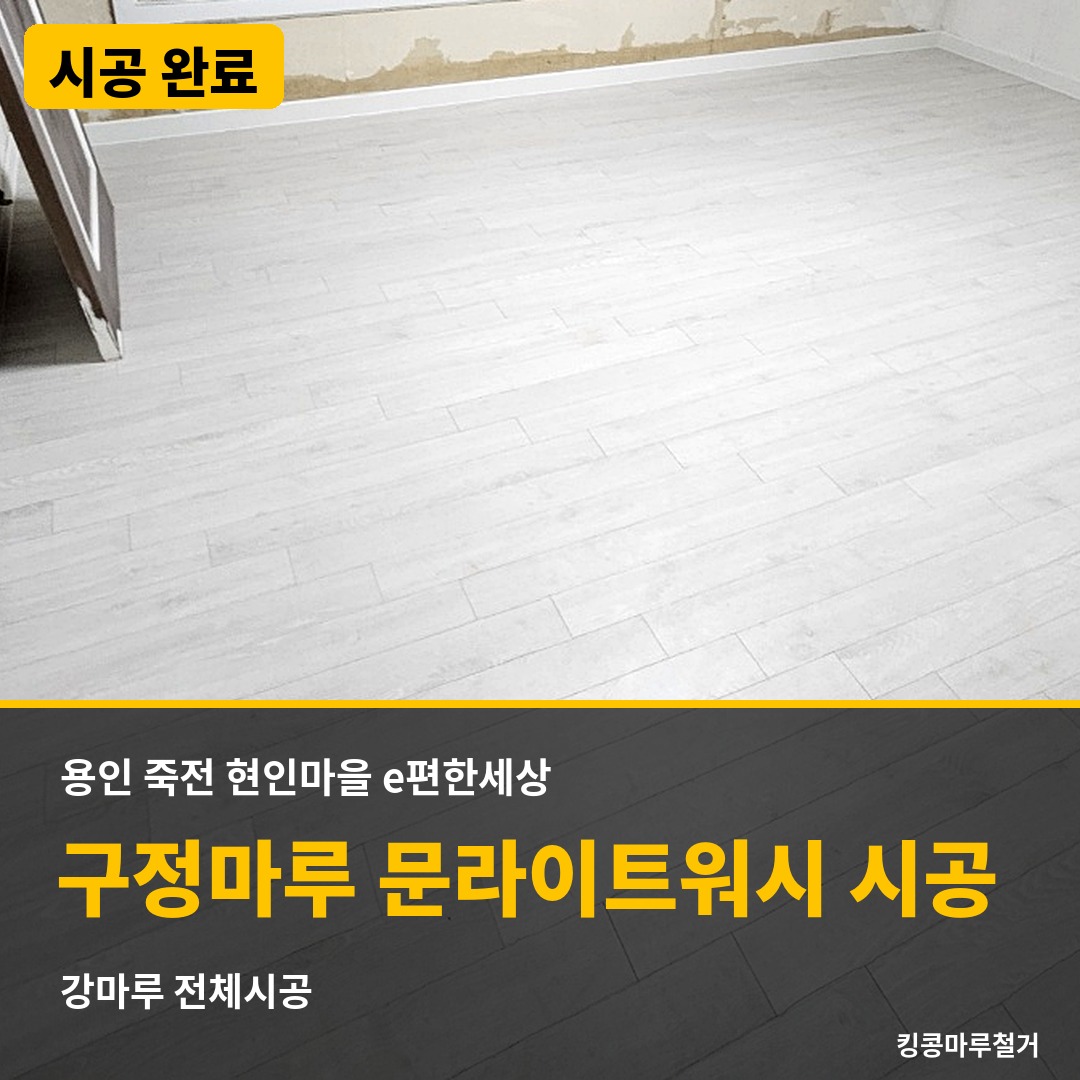 시공 완료
용인 죽전 현인마을 e편한세상
구정마루 문라이트워시 시공
강마루 전체시공
킹콩마루철거